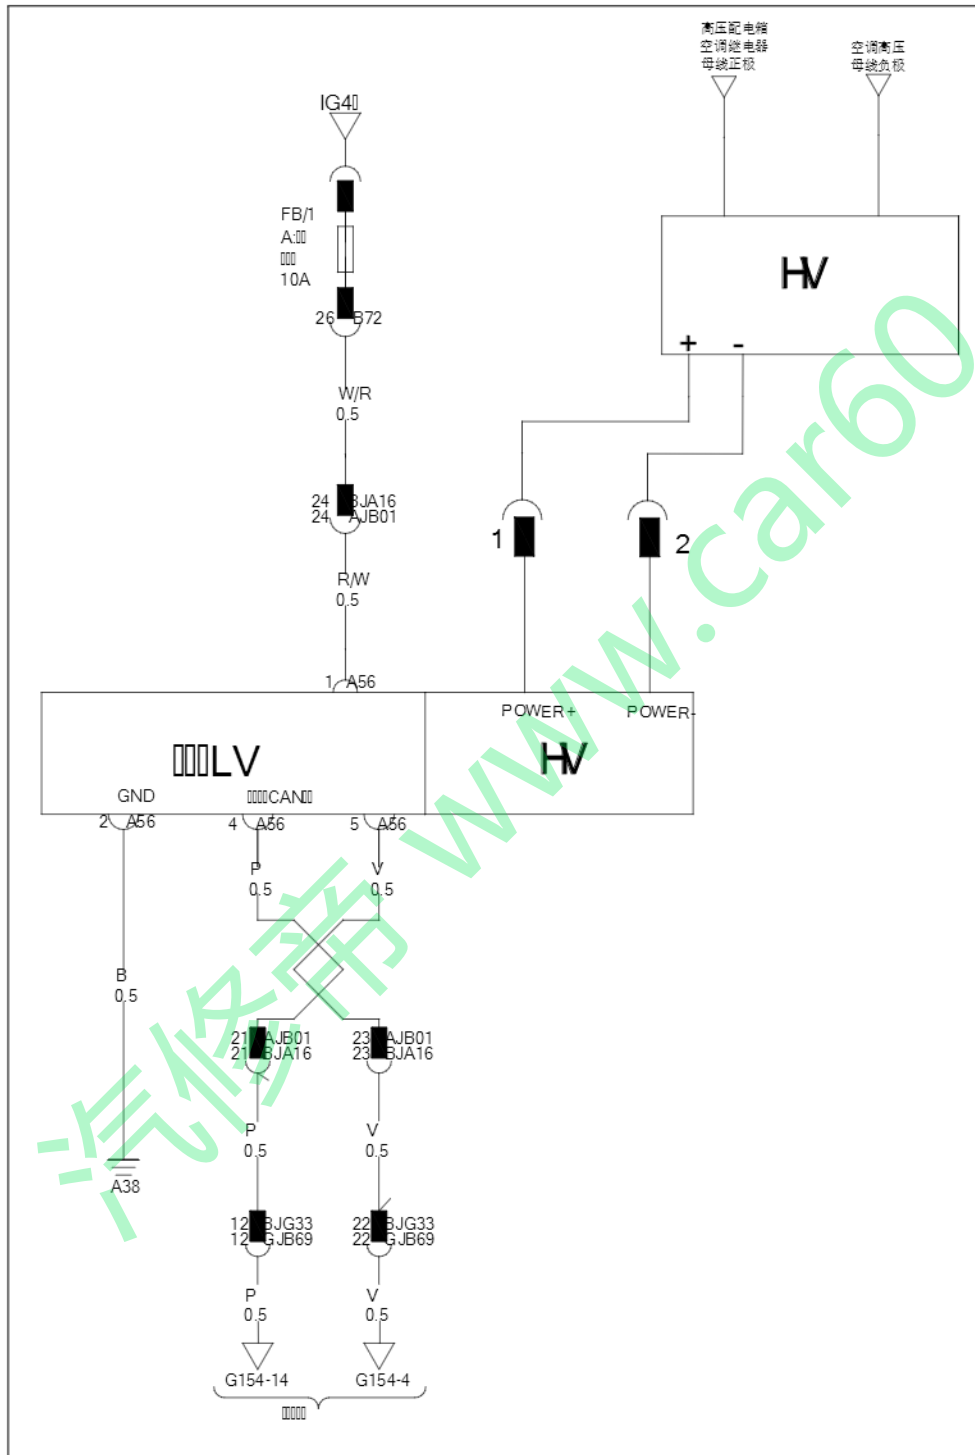 高压配电箱
空调继电器
母线正极
空调高压
母线负极
IG4
FB/1
A:
10A
26 B72
HV
+ -
W/R
0.5
24 BJA16
24 AJB01
1
2
R/W
0.5
1 A56
POWER+
POWER-
LV
HV
GND
CAN
2 A56
4 A56
5 A56
P
0.5
V
0.5
B
0.5
21 AJB01
21 BJA16
23 AJB01
23 BJA16
P
0.5
V
0.5
A38
12 BJG33
12 GJB69
22 BJG33
22 GJB69
P
0.5
V
0.5
G154-14
G154-4
汽修帝 www.car60